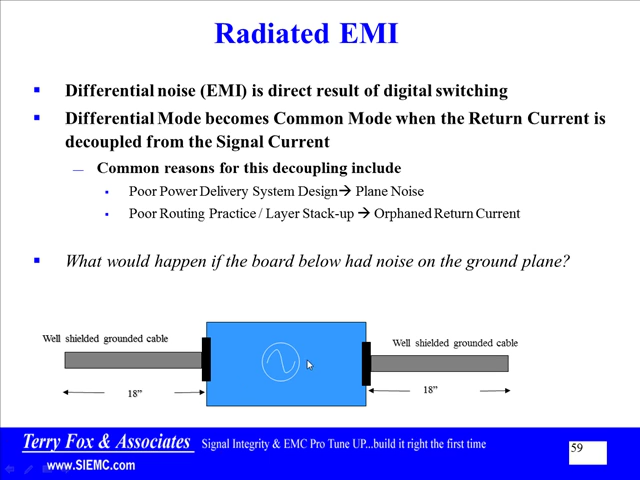 Radiated EMI
Differential noise (EMI) is direct result of digital switching
Differential Mode becomes Common Mode when the Return Current is
decoupled from the Signal Current
— Common reasons for this decoupling include
Poor Power Delivery System Design→ Plane Noise
Poor Routing Practice / Layer Stack-up → Orphaned Return Current
What would happen if the board below had noise on the ground plane?
Well shielded grounded cable
Well shielded grounded cable
18”
18”
Terry Fox & Associates Signal Integrity & EMC Pro Tune UP...build it right the first time
www.SIEMC.com
59